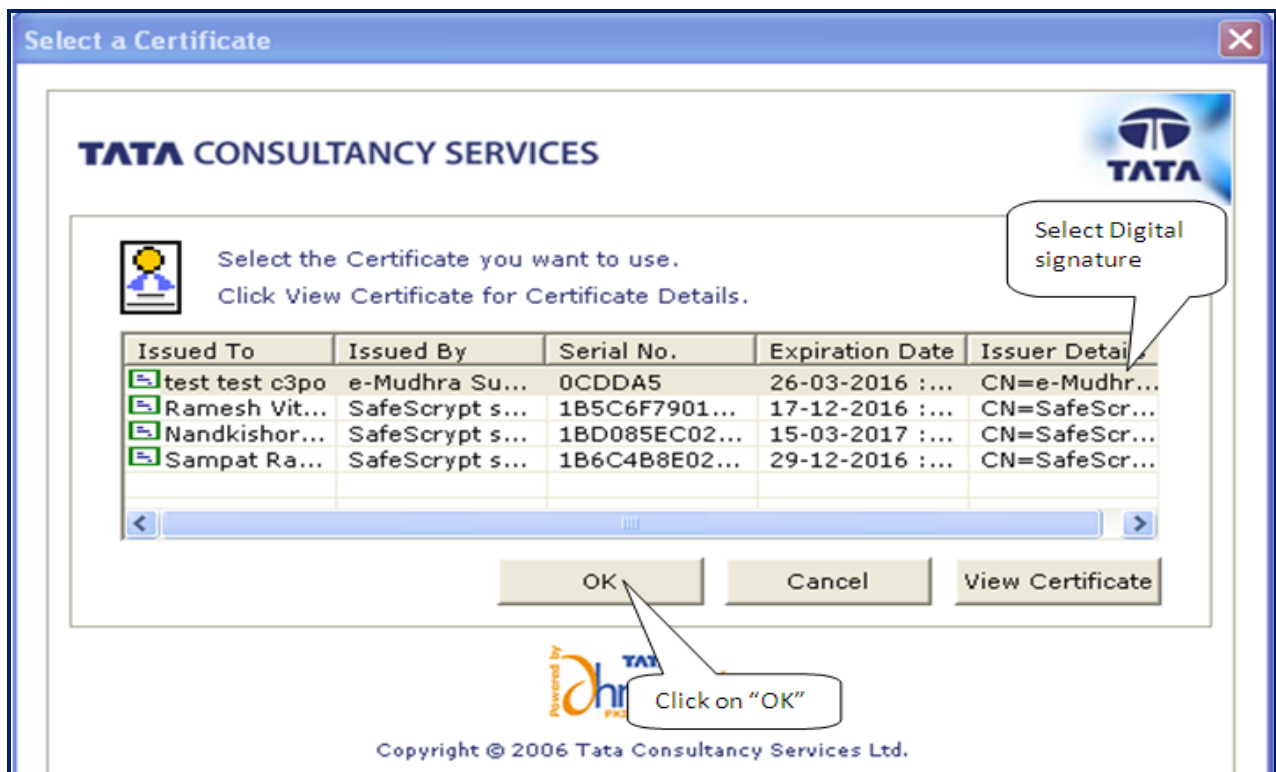 Select a Certificate
TATA CONSULTANCY SERVICES
TATA
Select Digital
signature
Select the Certificate you want to use.
Click View Certificate for Certificate Details.
Issued To Issued By Serial No. Expiration Date Issuer Details
test test c3po e-Mudhra Su... 0CDDA5 26-03-2016 :... CN=e-Mudhr...
Ramesh Vit... SafeScrypt s... 1B5C6F7901... 17-12-2016 :... CN=SafeScr...
Nandkishor... SafeScrypt s... 1BD085EC02... 15-03-2017 :... CN=SafeScr...
Sampat Ra... SafeScrypt s... 1B6C4B8E02... 29-12-2016 :... CN=SafeScr...
OK Cancel View Certificate
Powered by
Click on “OK”
Copyright © 2006 Tata Consultancy Services Ltd.